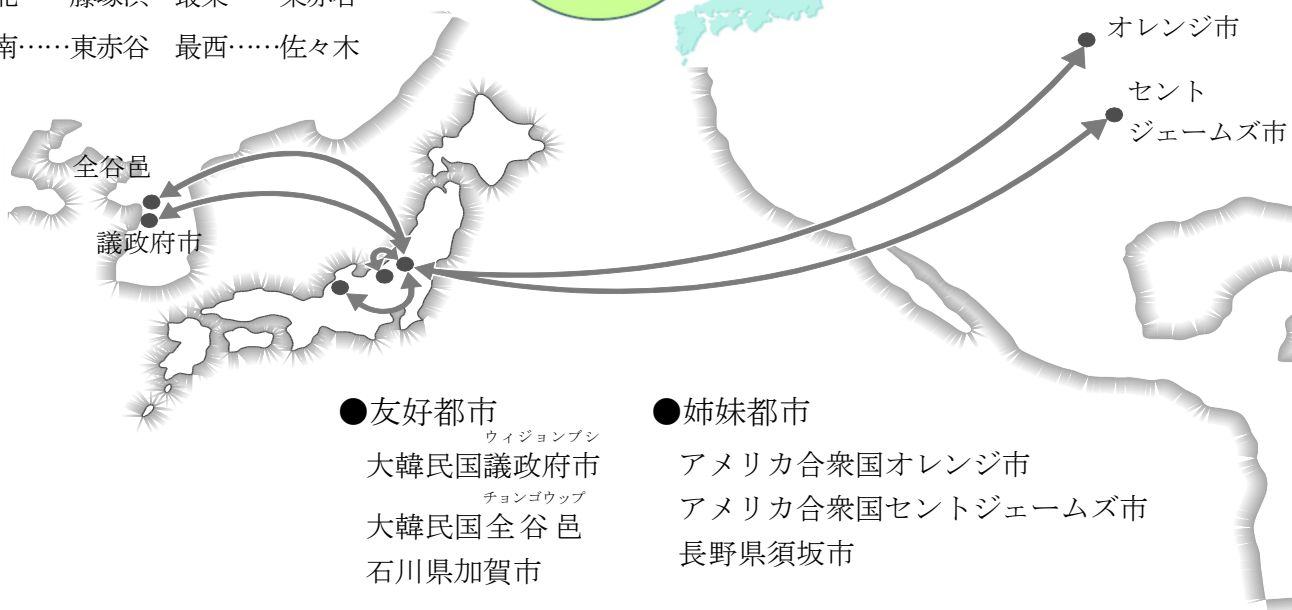 南……東赤谷 最西……佐々木
オレンジ市
セント
ジェームズ市
全谷邑
議政府市
●友好都市
ウィジョンブシ
大韓民国議政府市
チョンゴウップ
大韓民国全谷邑
石川県加賀市
●姉妹都市
アメリカ合衆国オレンジ市
アメリカ合衆国セントジェームズ市
長野県須坂市